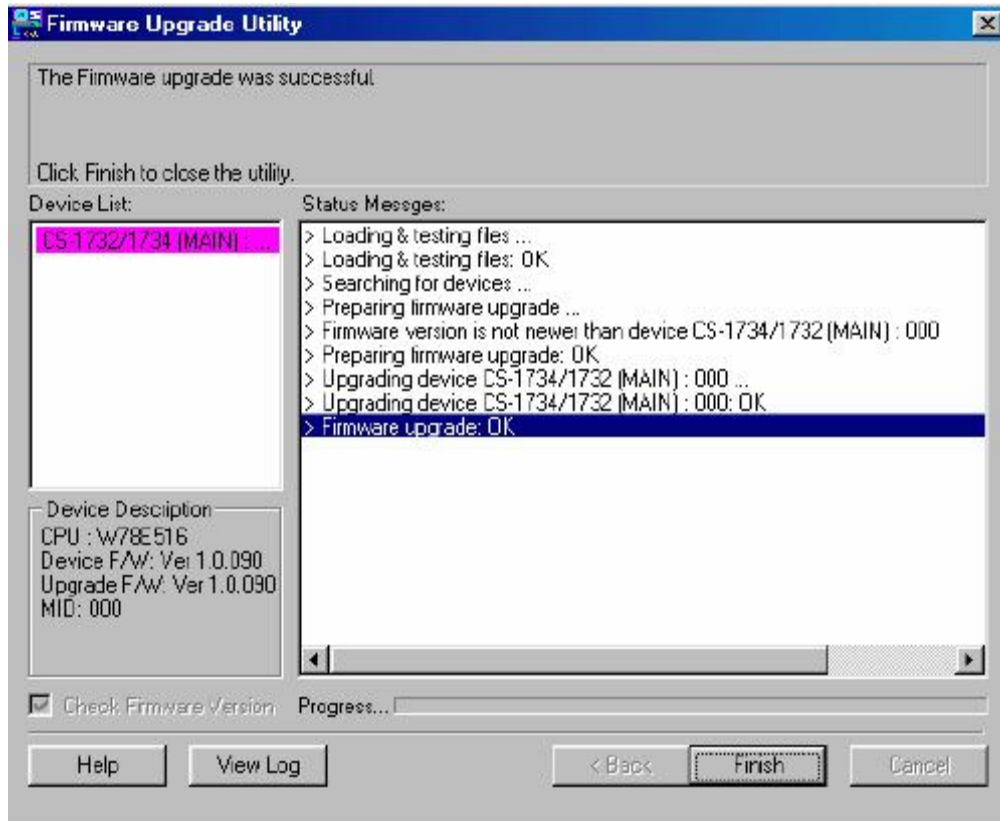 Firmware Upgrade Utility
The Firmware upgrade was successful.
Click Finish to close the utility.
Device List:
CS-1732/1734 (MAIN) : ...
Status Messges:
> Loading & testing files ...
> Loading & testing files: OK
> Searching for devices ...
> Preparing firmware upgrade ...
> Firmware version is not newer than device CS-1734/1732 (MAIN) : 000
> Preparing firmware upgrade: OK
> Upgrading device CS-1734/1732 (MAIN) : 000 ...
> Upgrading device CS-1734/1732 (MAIN) : 000: OK
> Firmware upgrade: OK
Device Description
CPU : W78E516
Device F/W: Ver 1.0.090
Upgrade F/W: Ver 1.0.090
MID: 000
Check Firmware Version
Progress...
Help
View Log
< Back
Finish
Cancel